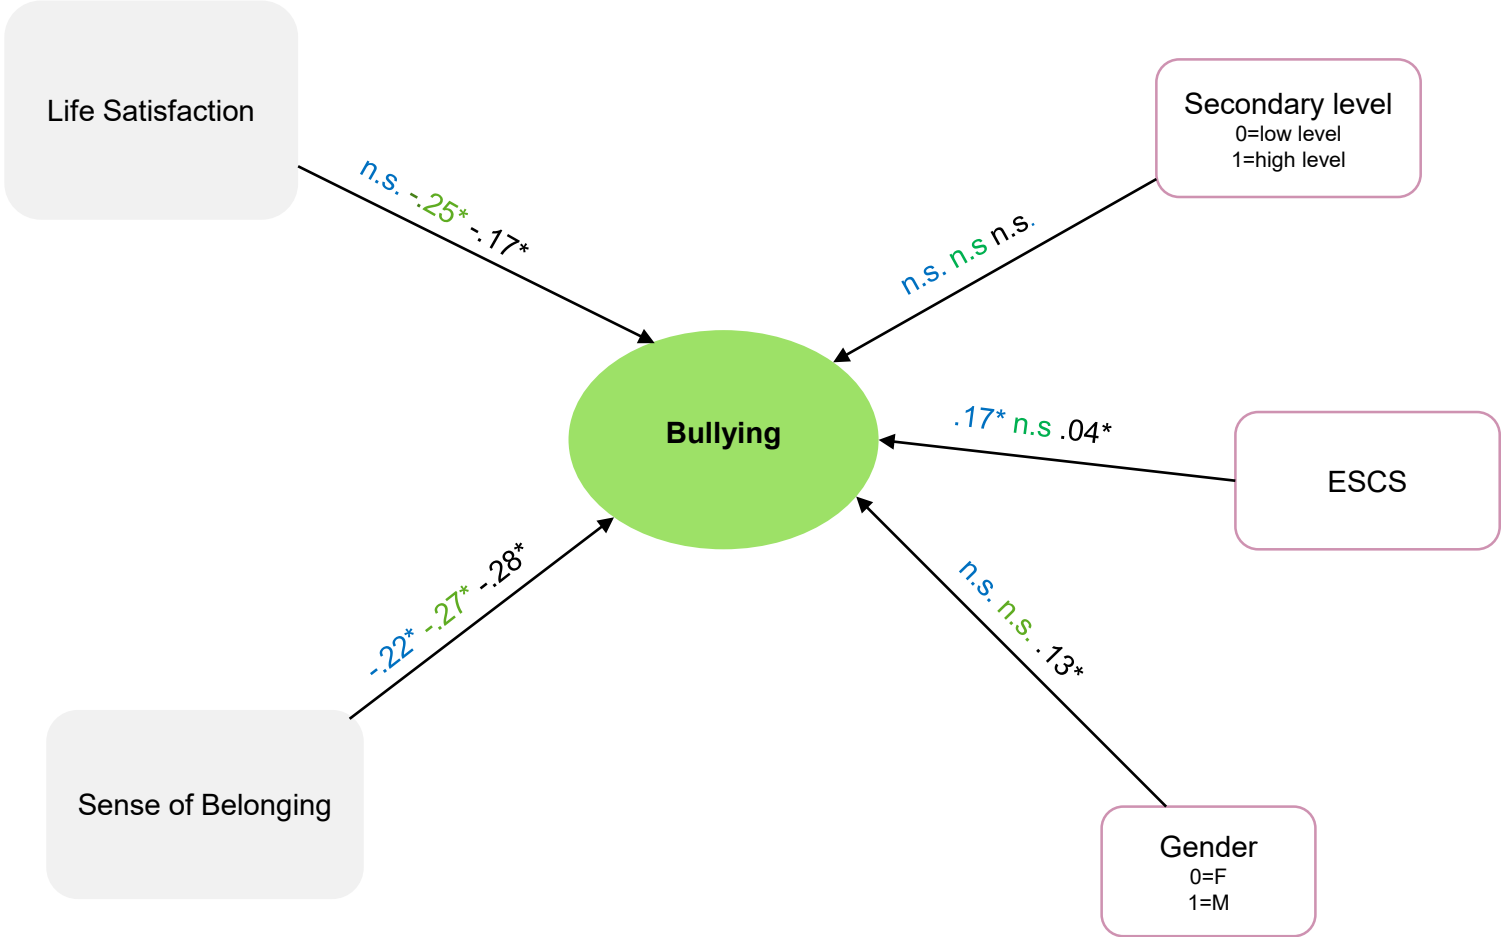 Life Satisfaction
Secondary level
0=low level
1=high level
n.s. -.25* -.17*
n.s. n.s n.s.
.17* n.s .04*
Bullying
ESCS
-.22* -.27* -.28*
n.s. n.s. .13*
Sense of Belonging
Gender
0=F
1=M